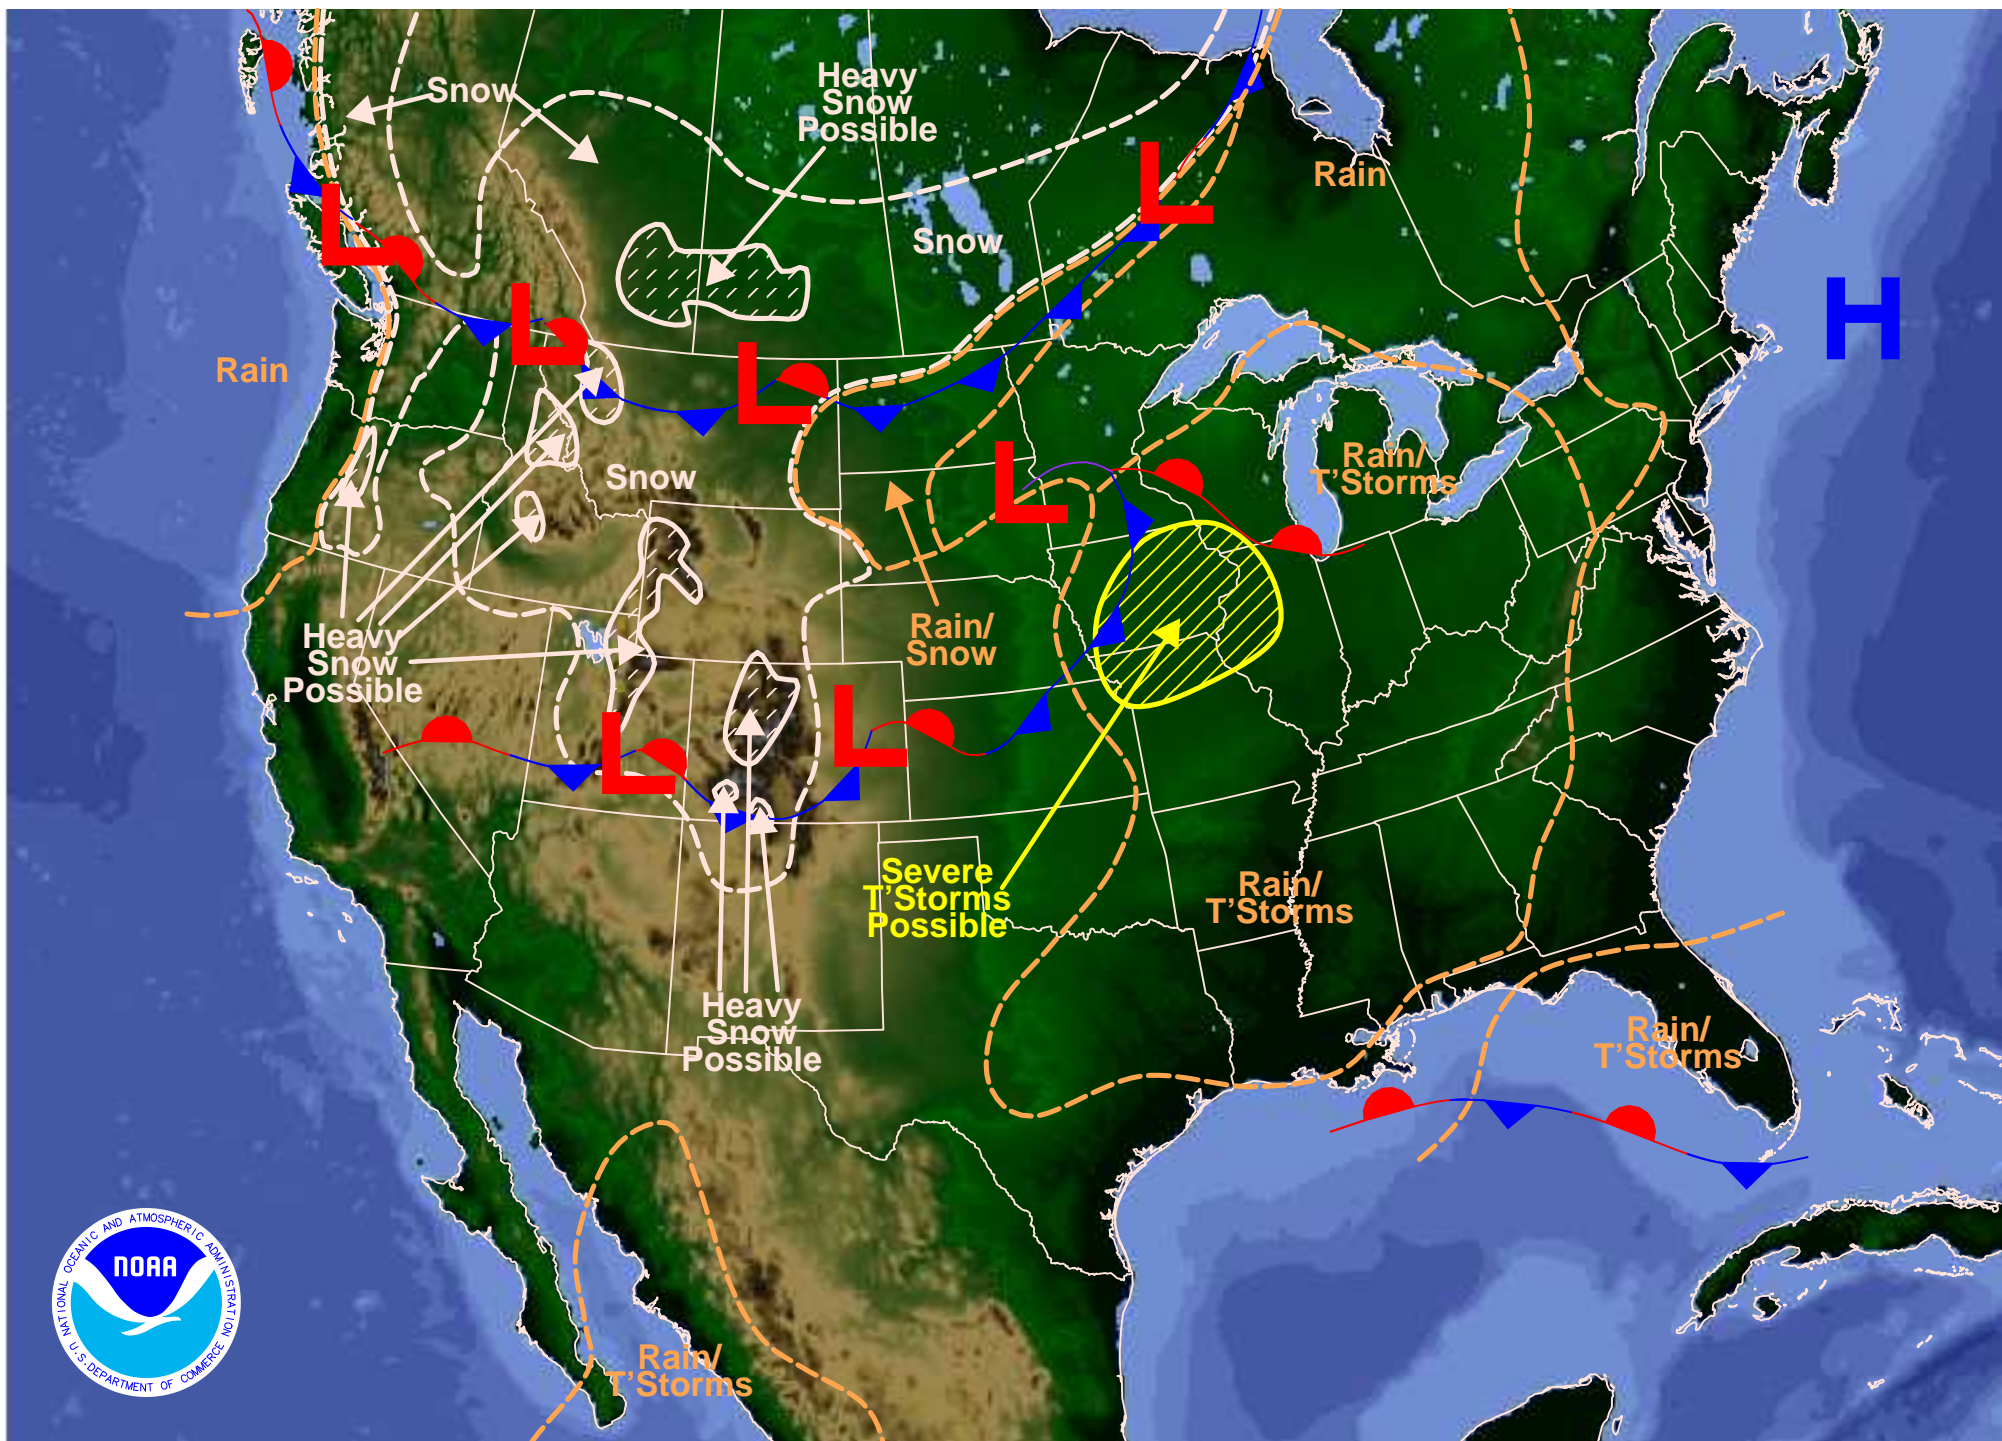 Snow
Heavy
Snow
Possible
Rain
Snow
Rain
Rain/
T'Storms
Snow
Rain/
Snow
Heavy
Snow
Possible
Severe
T'Storms
Possible
Rain/
T'Storms
Heavy
Snow
Possible
Rain/
T'Storms
Rain/
T'Storms
H
L
L
L
L
L
L
L
NATIONAL OCEANIC AND ATMOSPHERIC ADMINISTRATION
NOAA
U.S. DEPARTMENT OF COMMERCE